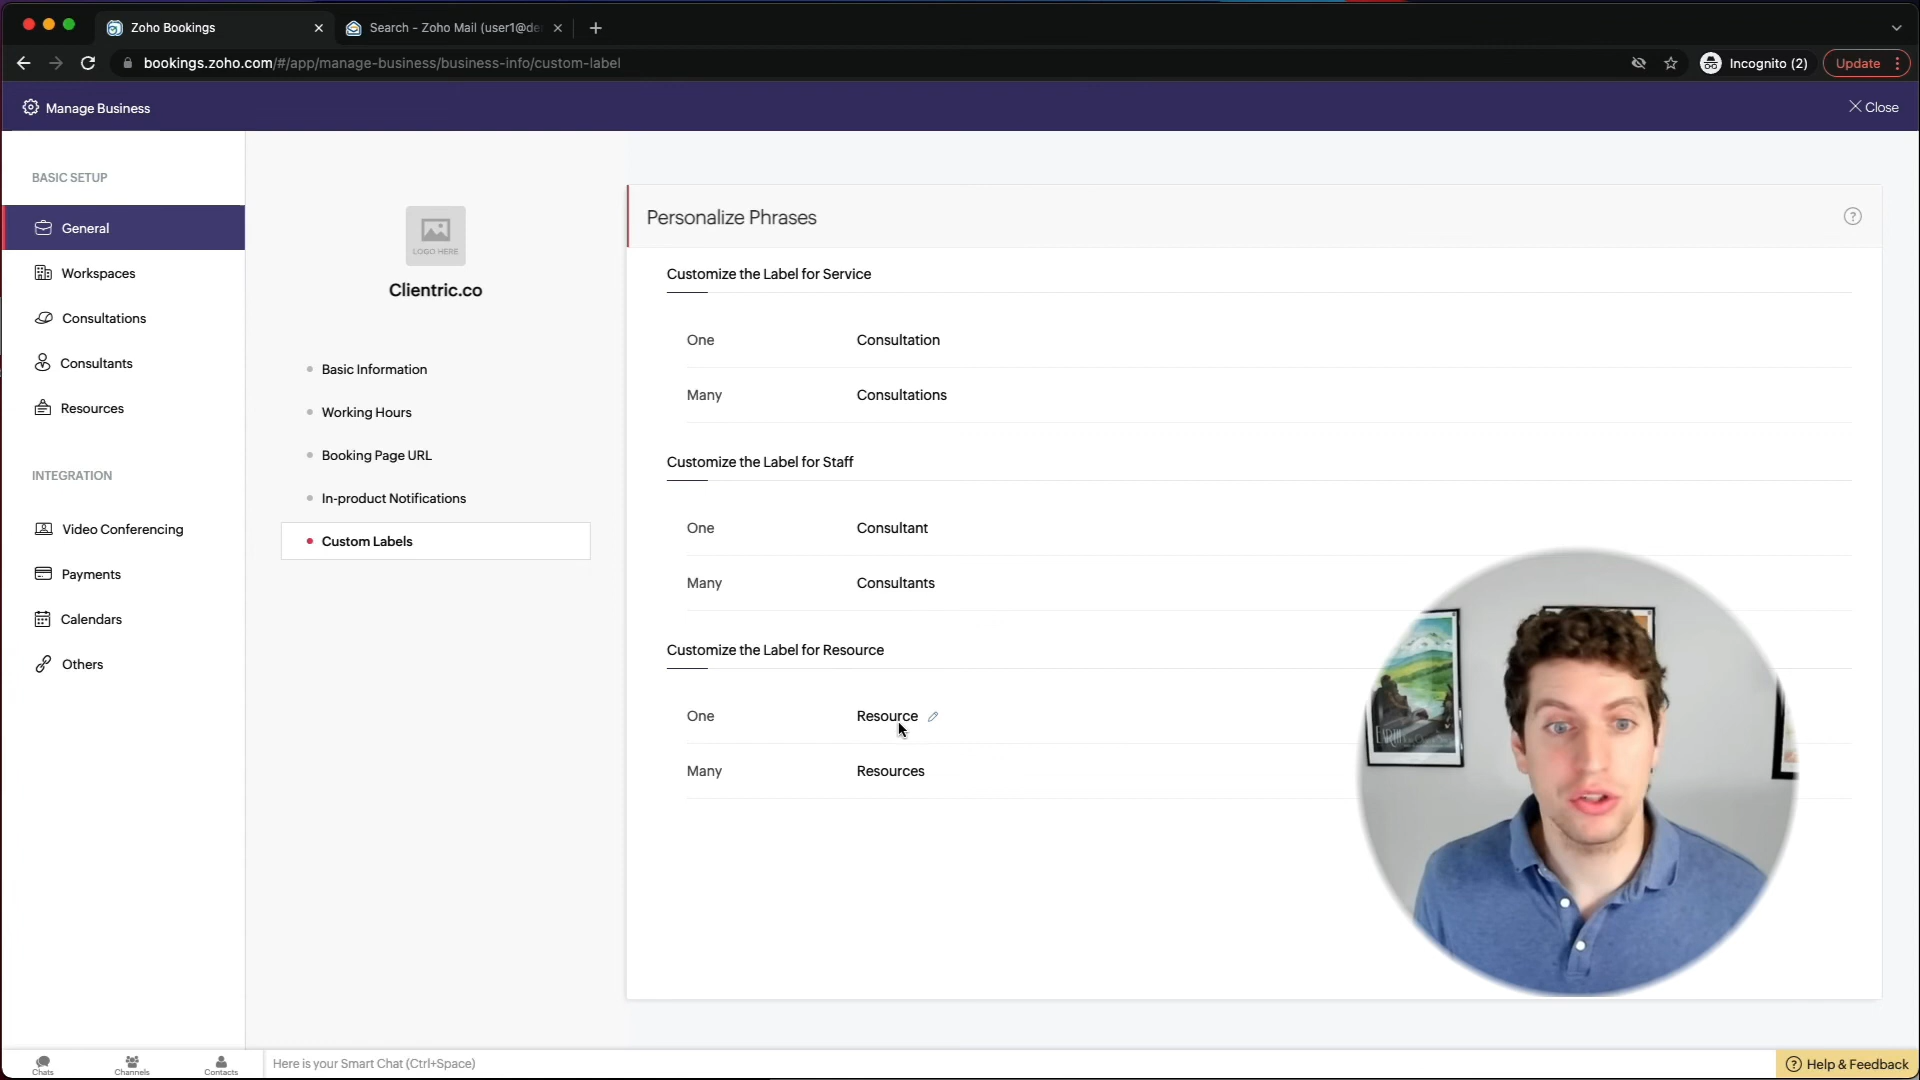 Zoho Bookings
Search - Zoho Mail (user1@de
bookings.zoho.com/#/app/manage-business/business-info/custom-label
Incognito (2)
Update
Manage Business
Close
BASIC SETUP
General
Workspaces
Consultations
Consultants
Resources
INTEGRATION
Video Conferencing
Payments
Calendars
Others
LOGO HERE
Clientric.co
Basic Information
Working Hours
Booking Page URL
In-product Notifications
Custom Labels
Personalize Phrases
?
Customize the Label for Service
One Consultation
Many Consultations
Customize the Label for Staff
One Consultant
Many Consultants
Customize the Label for Resource
One Resource
Many Resources
EARTH
Chats
Channels
Contacts
Here is your Smart Chat (Ctrl+Space)
? Help & Feedback